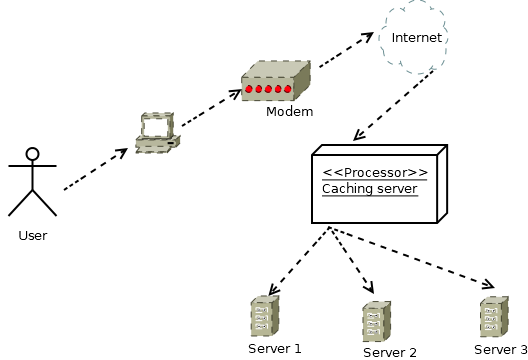 Internet
Modem
<<Processor>>
Caching server
User
Server 1
Server 2
Server 3